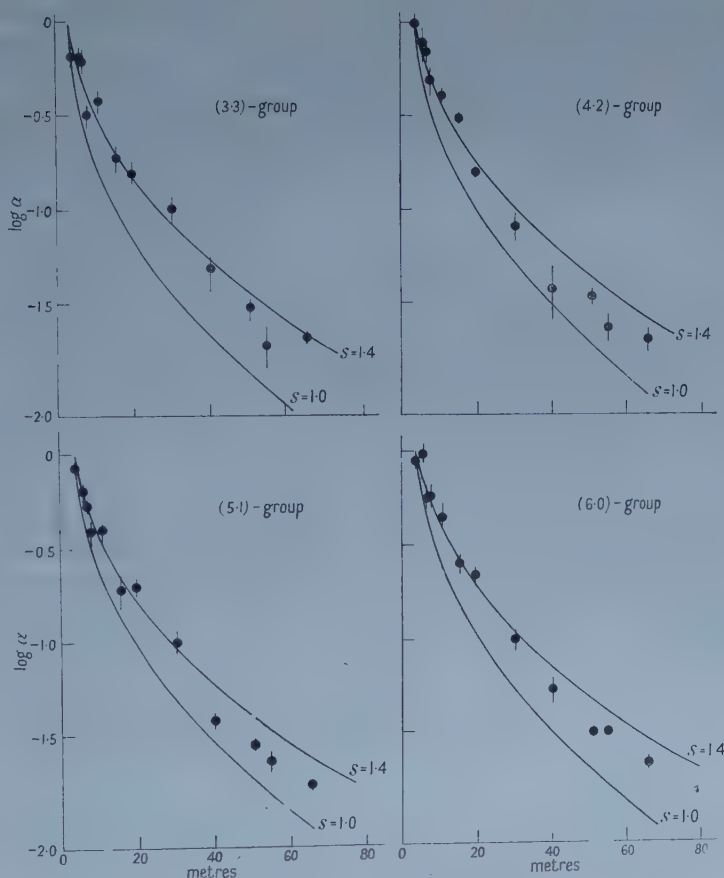 0
(3·3)-group
(4·2)-group
-0·5
log α
-1·0
-1·5
S=1·4
S=1·4
S=1·0
S=1·0
-2·0
0
(5·1)-group
(6·0)-group
-0·5
log α
-1·0
-1·5
S=1·4
S=1·4
S=1·0
S=1·0
-2·0
0 20 40 60 80
0 20 40 60 80
metres
metres